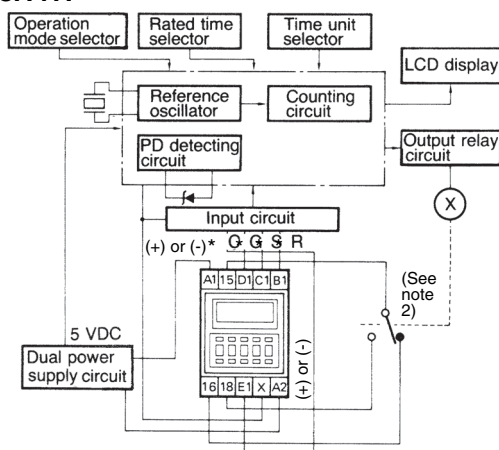 Operation
mode selector
Rated time
selector
Time unit
selector
LCD display
Reference
oscillator
Counting
circuit
PD detecting
circuit
Output relay
circuit
X
Input circuit
(+) or (-)*
G S R
A1 15 D1 C1 B1
(See
note
2)
5 VDC
Dual power
supply circuit
(+) or (-)
16 18 E1 X A2